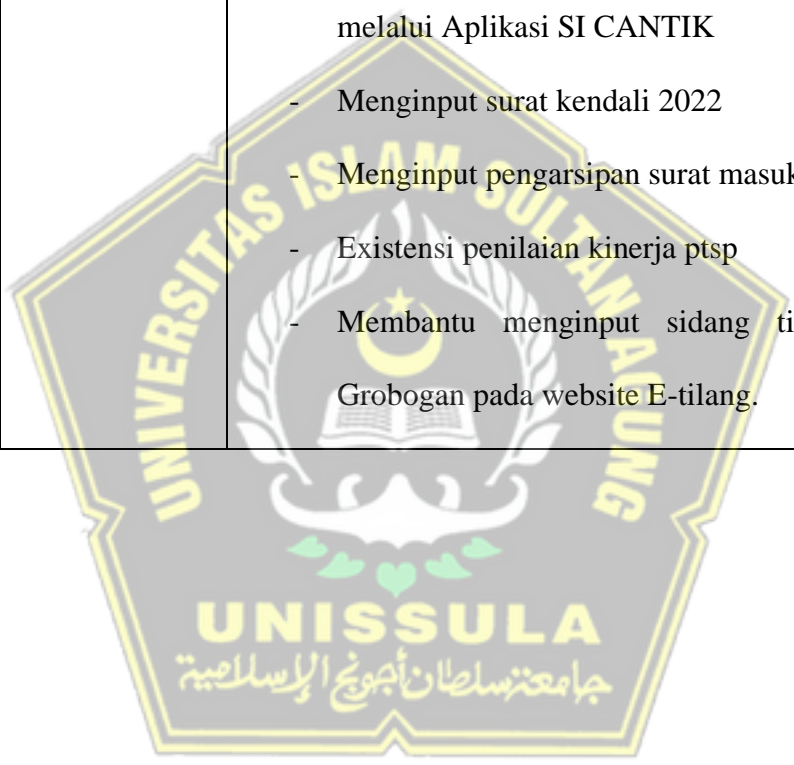 melalui Aplikasi SI CANTIK
- Menginput surat kendali 2022
- Menginput pengarsipan surat masuk
- Existensi penilaian kinerja ptsp
- Membantu menginput sidang
Grobogan pada website E-tilang.
UNIVERSITAS ISLAM SULTAN AGUNG
UNISSULA
جامعة سلطان أجونج الإسلامية